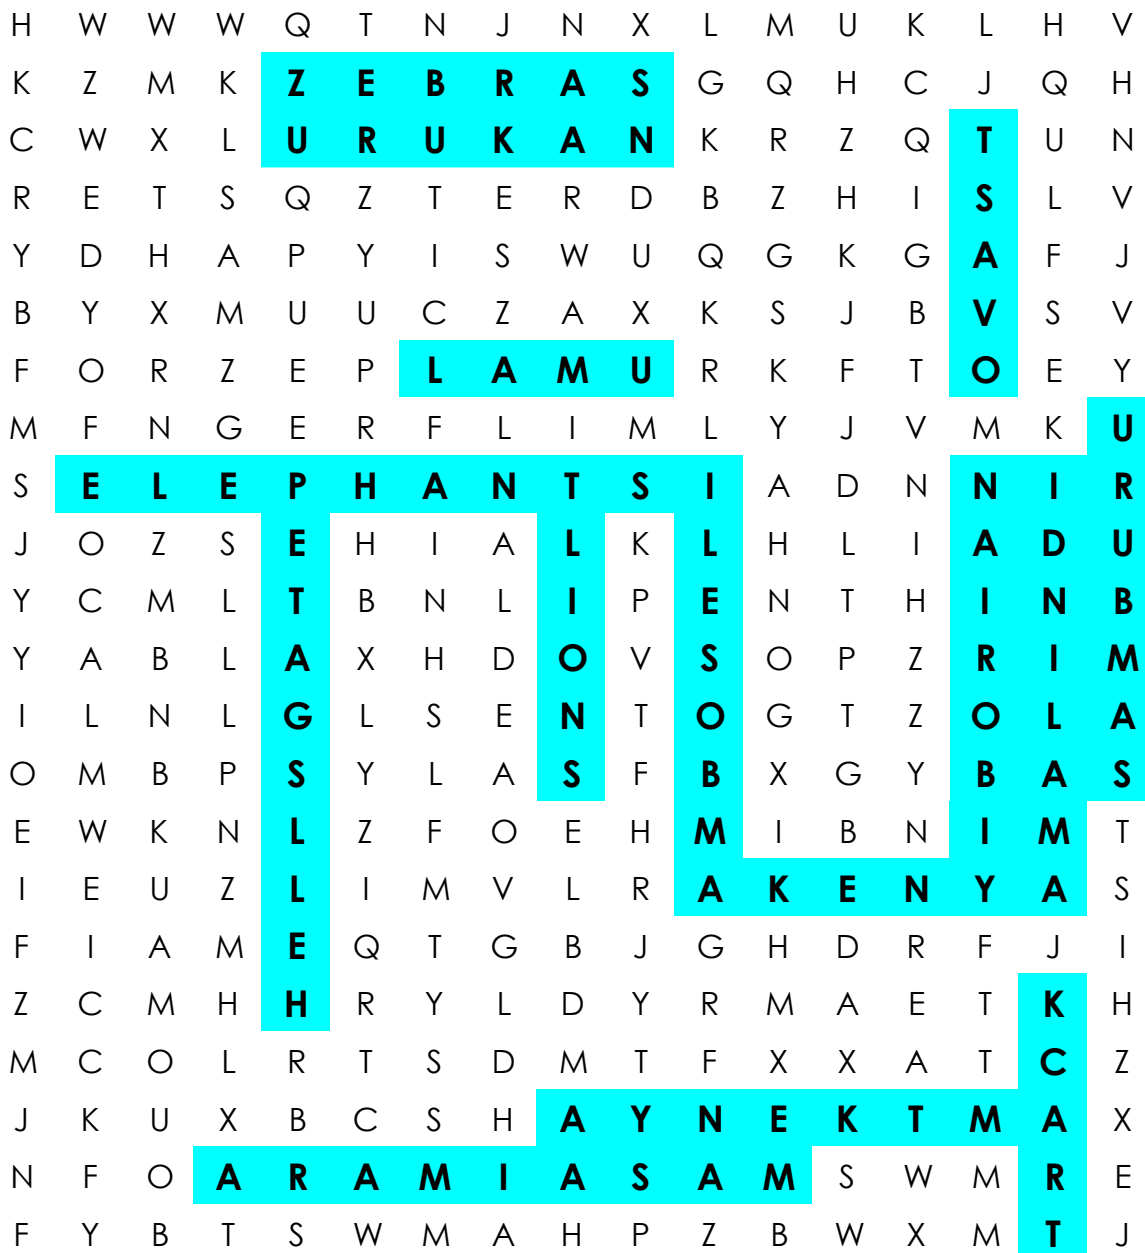 H W W W Q T N J N X L M U K L H V
K Z M K Z E B R A S G Q H C J Q H
C W X L U R U K A N K R Z Q T U N
R E T S Q Z T E R D B Z H I S L V
Y D H A P Y I S W U Q G K G A F J
B Y X M U U C Z A X K S J B V S V
F O R Z E P L A M U R K F T O E Y
M F N G E R F L I M L Y J V M K U
S E L E P H A N T S I A D N N I R
J O Z S E H I A L K L H L I A D U
Y C M L T B N L I P E N T H I N B
Y A B L A X H D O V S O P Z R I M
I L N L G L S E N T O G T Z O L A
O M B P S Y L A S F B X G Y B A S
E W K N L Z F O E H M I B N I M T
I E U Z L I M V L R A K E N Y A S
F I A M E Q T G B J G H D R F J I
Z C M H H R Y L D Y R M A E T K H
M C O L R T S D M T F X X A T C Z
J K U X B C S H A Y N E K T M A X
N F O A R A M I A S A M S W M R E
F Y B T S W M A H P Z B W X M T J